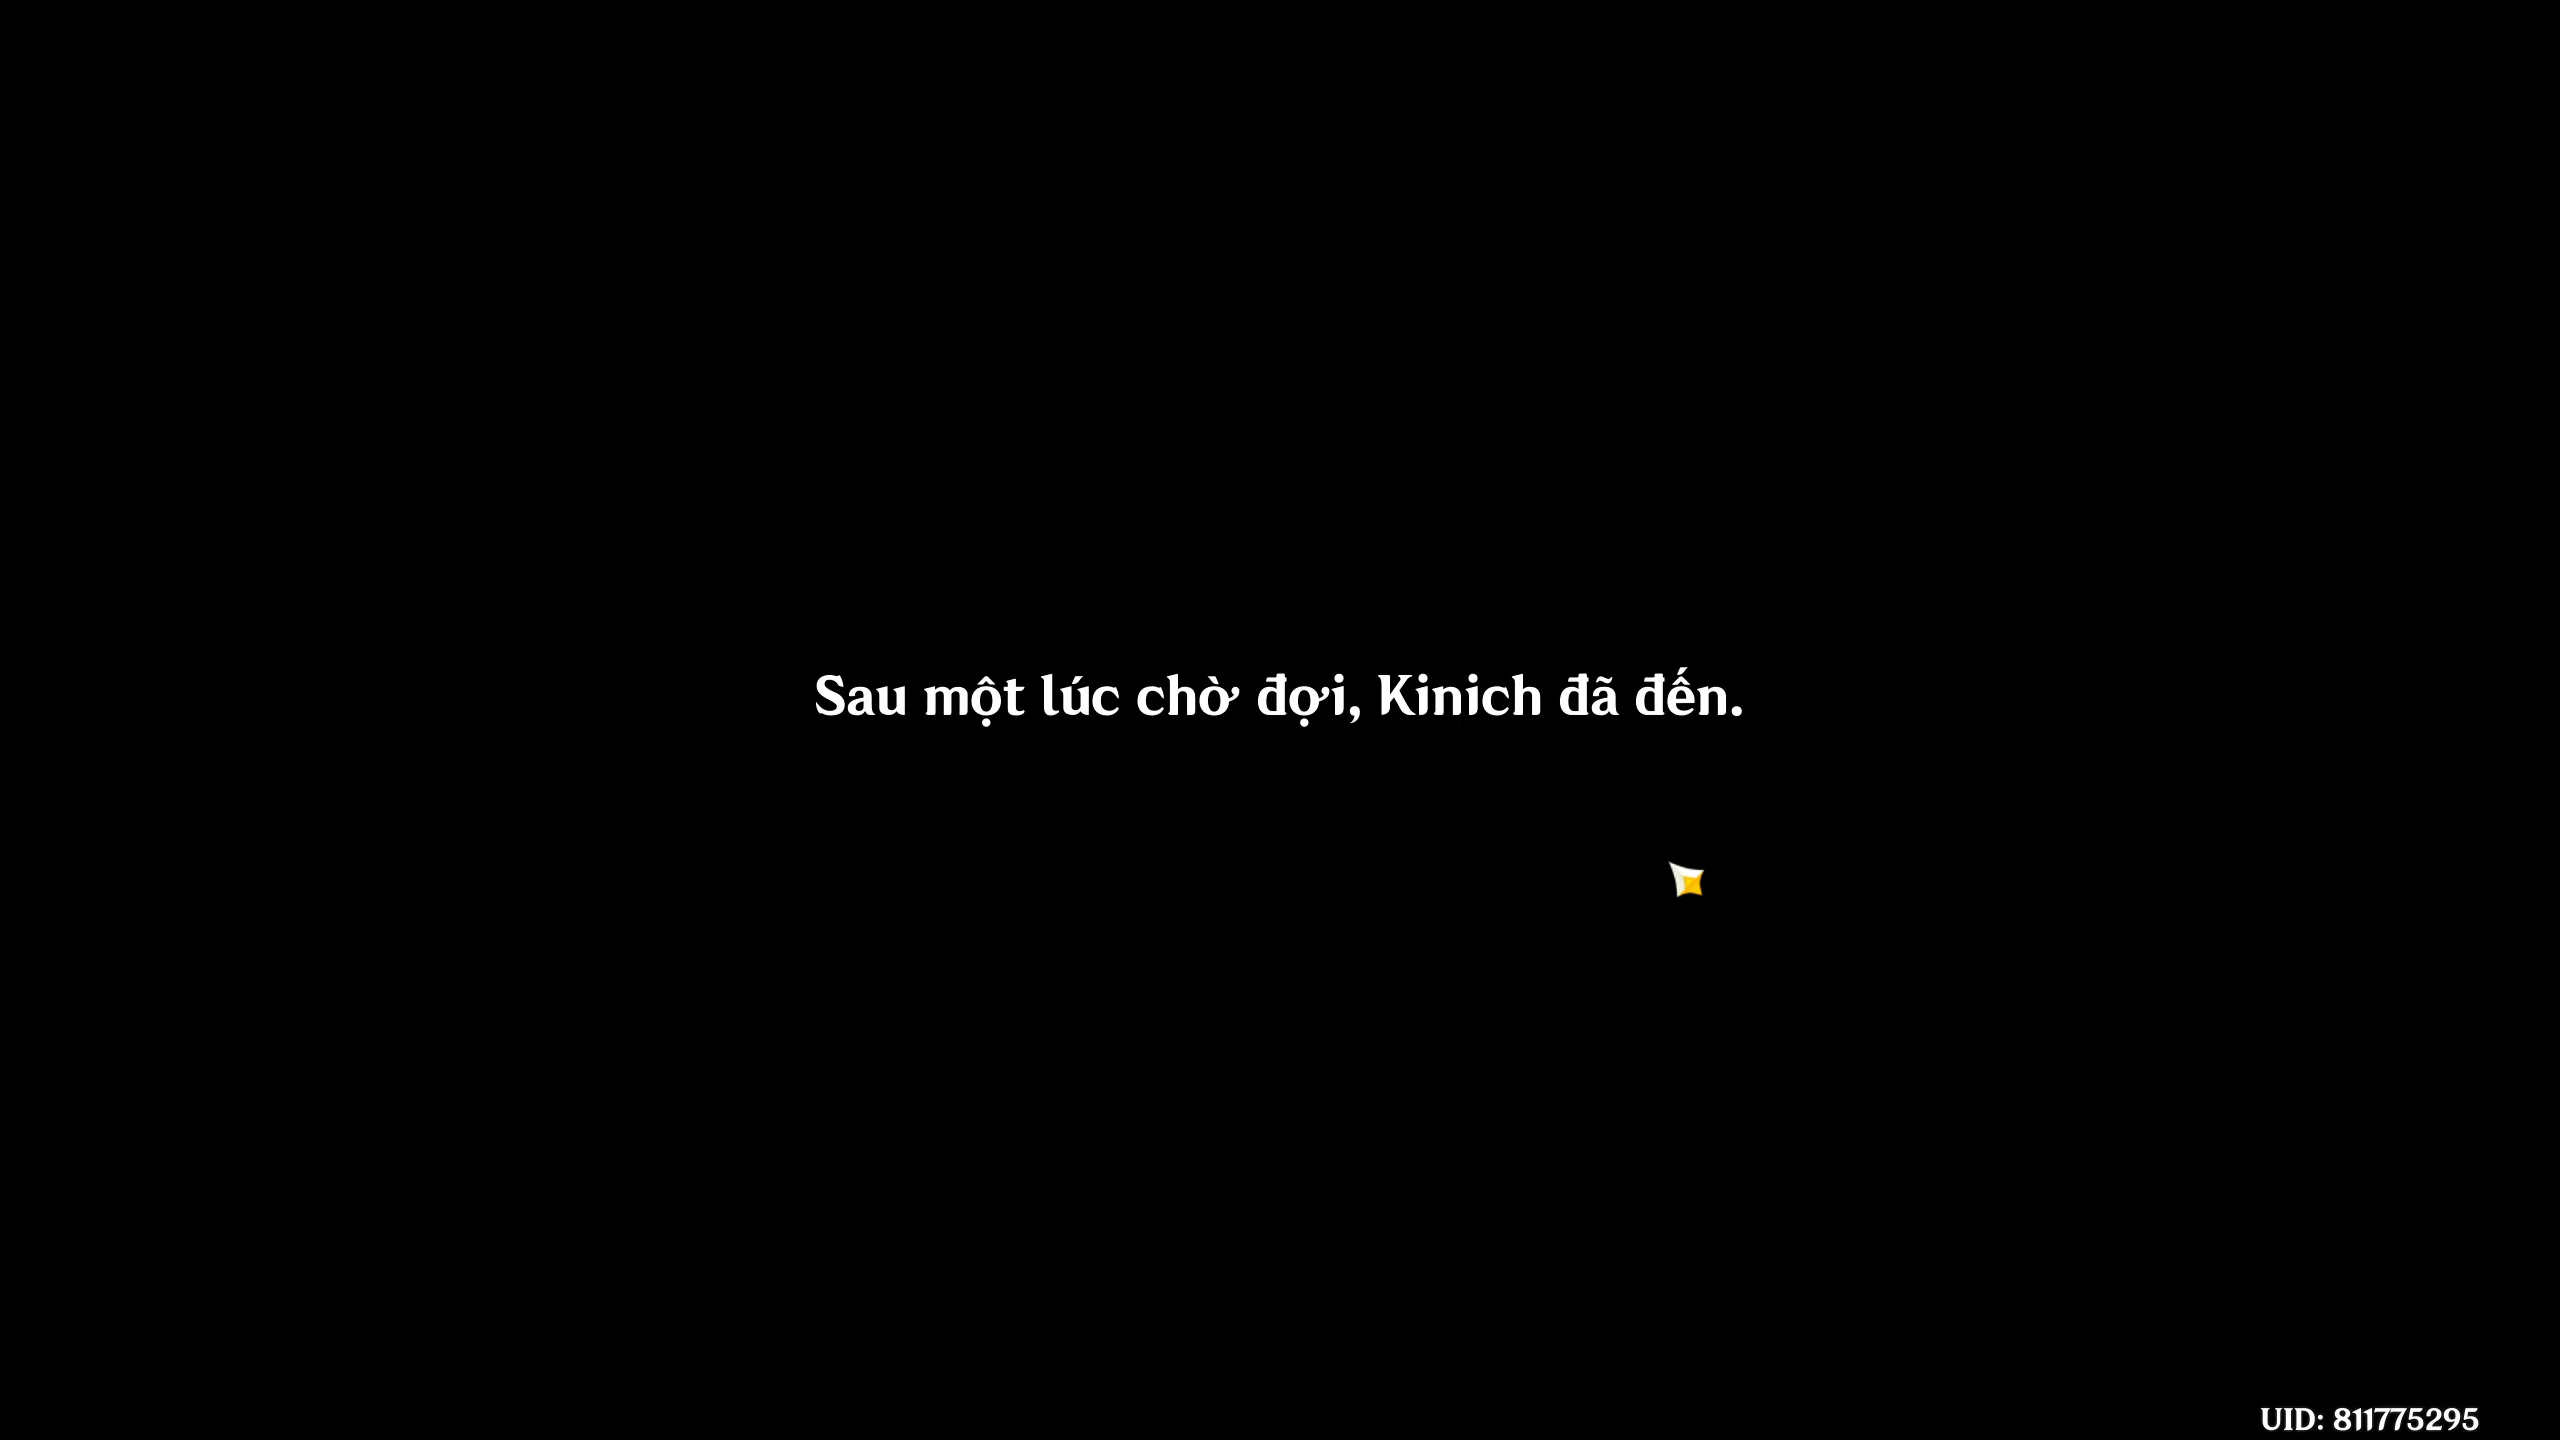 Sau một lúc chờ đợi, Kinich đã đến.
UID: 811775295